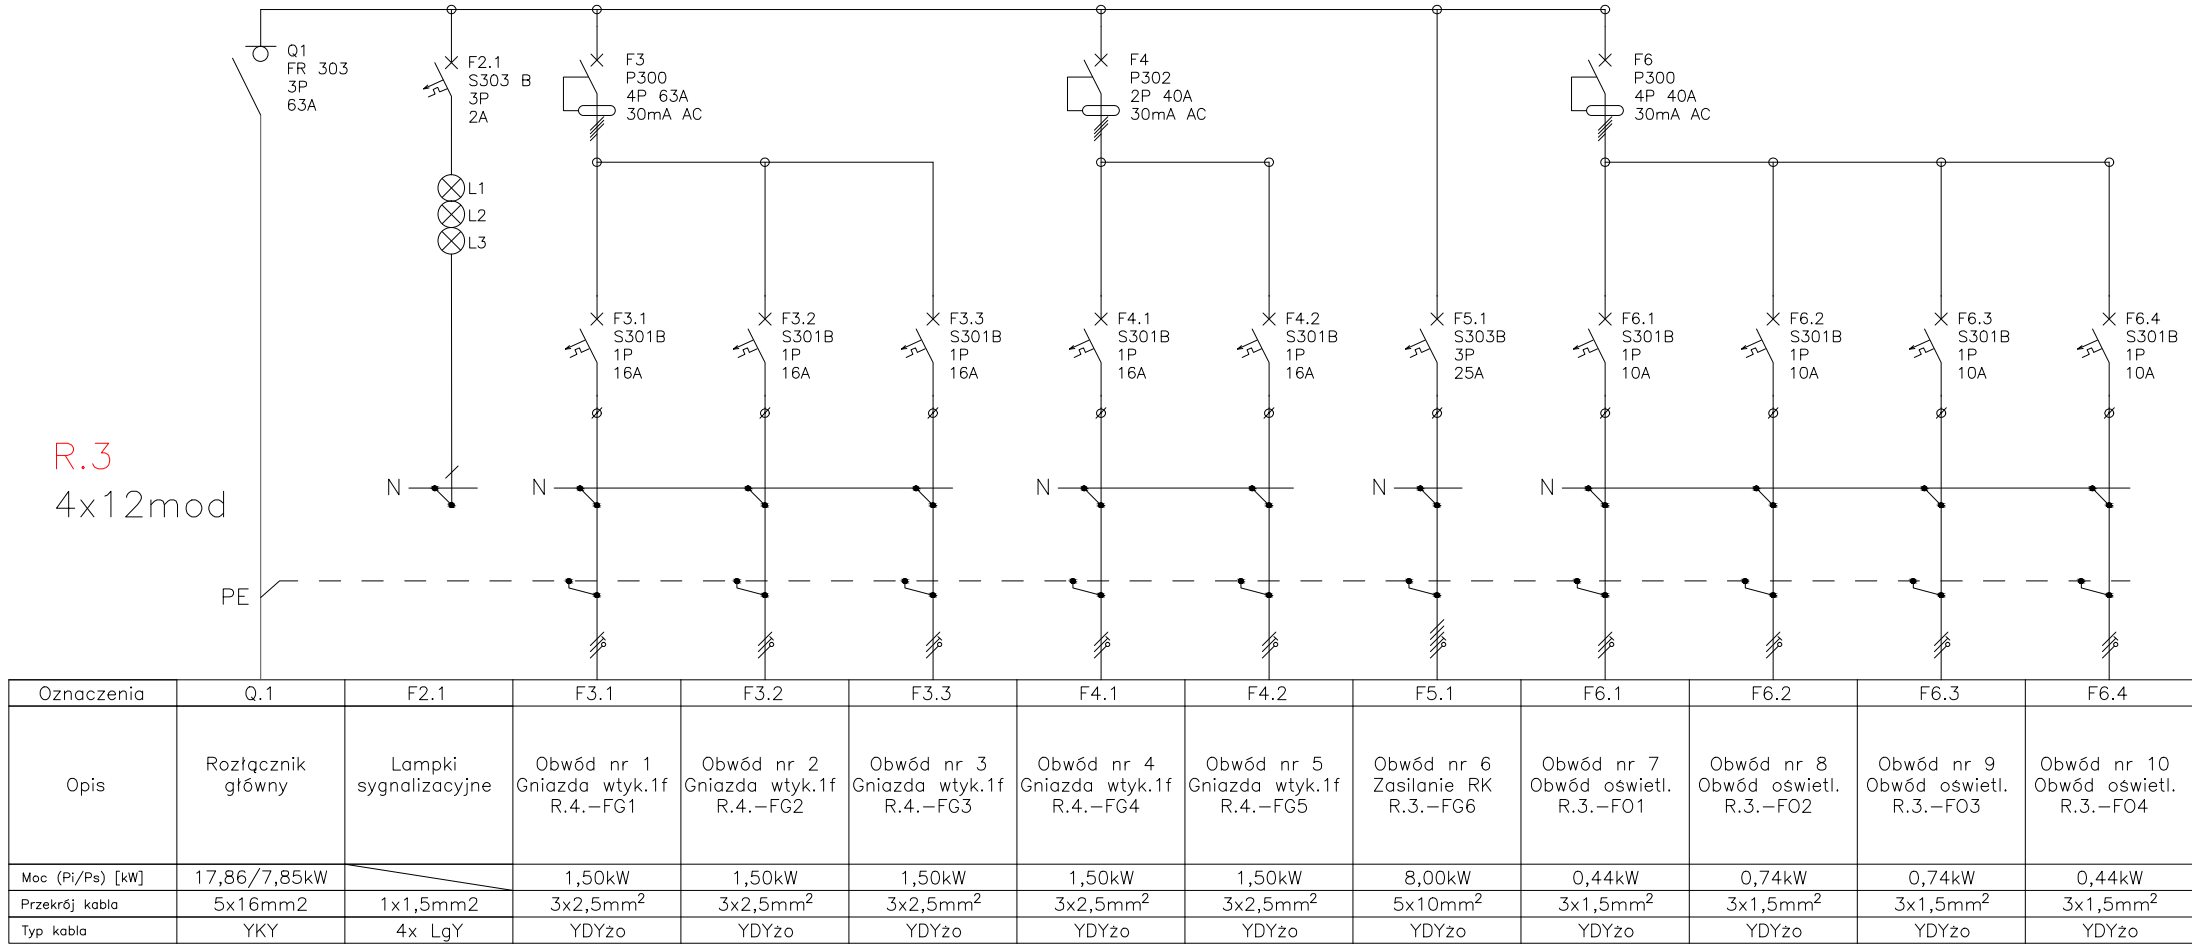 Q1
FR 303
3P
63A
F2.1
S303 B
3P
2A
F3
P300
4P 63A
30mA AC
F4
P302
2P 40A
30mA AC
F6
P300
4P 40A
30mA AC
L1
L2
L3
F3.1
S301B
1P
16A
F3.2
S301B
1P
16A
F3.3
S301B
1P
16A
F4.1
S301B
1P
16A
F4.2
S301B
1P
16A
F5.1
S303B
3P
25A
F6.1
S301B
1P
10A
F6.2
S301B
1P
10A
F6.3
S301B
1P
10A
F6.4
S301B
1P
10A
R.3
4x12mod
N
N
N
N
N
PE
Oznaczenia Q.1 F2.1 F3.1 F3.2 F3.3 F4.1 F4.2 F5.1 F6.1 F6.2 F6.3 F6.4
Opis
Rozłącznik
główny
Lampki
sygnalizacyjne
Obwód nr 1
Gniazda wtyk.1f
R.4.–FG1
Obwód nr 2
Gniazda wtyk.1f
R.4.–FG2
Obwód nr 3
Gniazda wtyk.1f
R.4.–FG3
Obwód nr 4
Gniazda wtyk.1f
R.4.–FG4
Obwód nr 5
Gniazda wtyk.1f
R.4.–FG5
Obwód nr 6
Zasilanie RK
R.3.–FG6
Obwód nr 7
Obwód oświetl.
R.3.–FO1
Obwód nr 8
Obwód oświetl.
R.3.–FO2
Obwód nr 9
Obwód oświetl.
R.3.–FO3
Obwód nr 10
Obwód oświetl.
R.3.–FO4
Moc (Pi/Ps) [kW] 17,86/7,85kW 1,50kW 1,50kW 1,50kW 1,50kW 1,50kW 8,00kW 0,44kW 0,74kW 0,74kW 0,44kW
Przekrój kabla 5x16mm2 1x1,5mm2 3x2,5mm² 3x2,5mm² 3x2,5mm² 3x2,5mm² 3x2,5mm² 5x10mm² 3x1,5mm² 3x1,5mm² 3x1,5mm² 3x1,5mm²
Typ kabla YKY 4x LgY YDYżo YDYżo YDYżo YDYżo YDYżo YDYżo YDYżo YDYżo YDYżo YDYżo